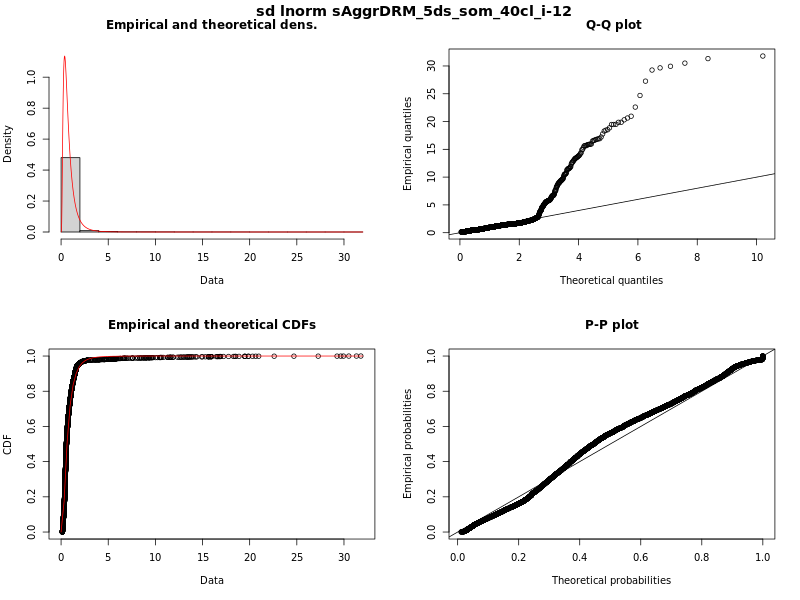 sd lnorm sAggrDRM_5ds_som_40cl_i-12
Empirical and theoretical dens.
Density
0.0 0.2 0.4 0.6 0.8 1.0
0 5 10 15 20 25 30
Data
Q-Q plot
Empirical quantiles
0 5 10 15 20 25 30
0 2 4 6 8 10
Theoretical quantiles
Empirical and theoretical CDFs
CDF
0.0 0.2 0.4 0.6 0.8 1.0
0 5 10 15 20 25 30
Data
P-P plot
Empirical probabilities
0.0 0.2 0.4 0.6 0.8 1.0
0.0 0.2 0.4 0.6 0.8 1.0
Theoretical probabilities